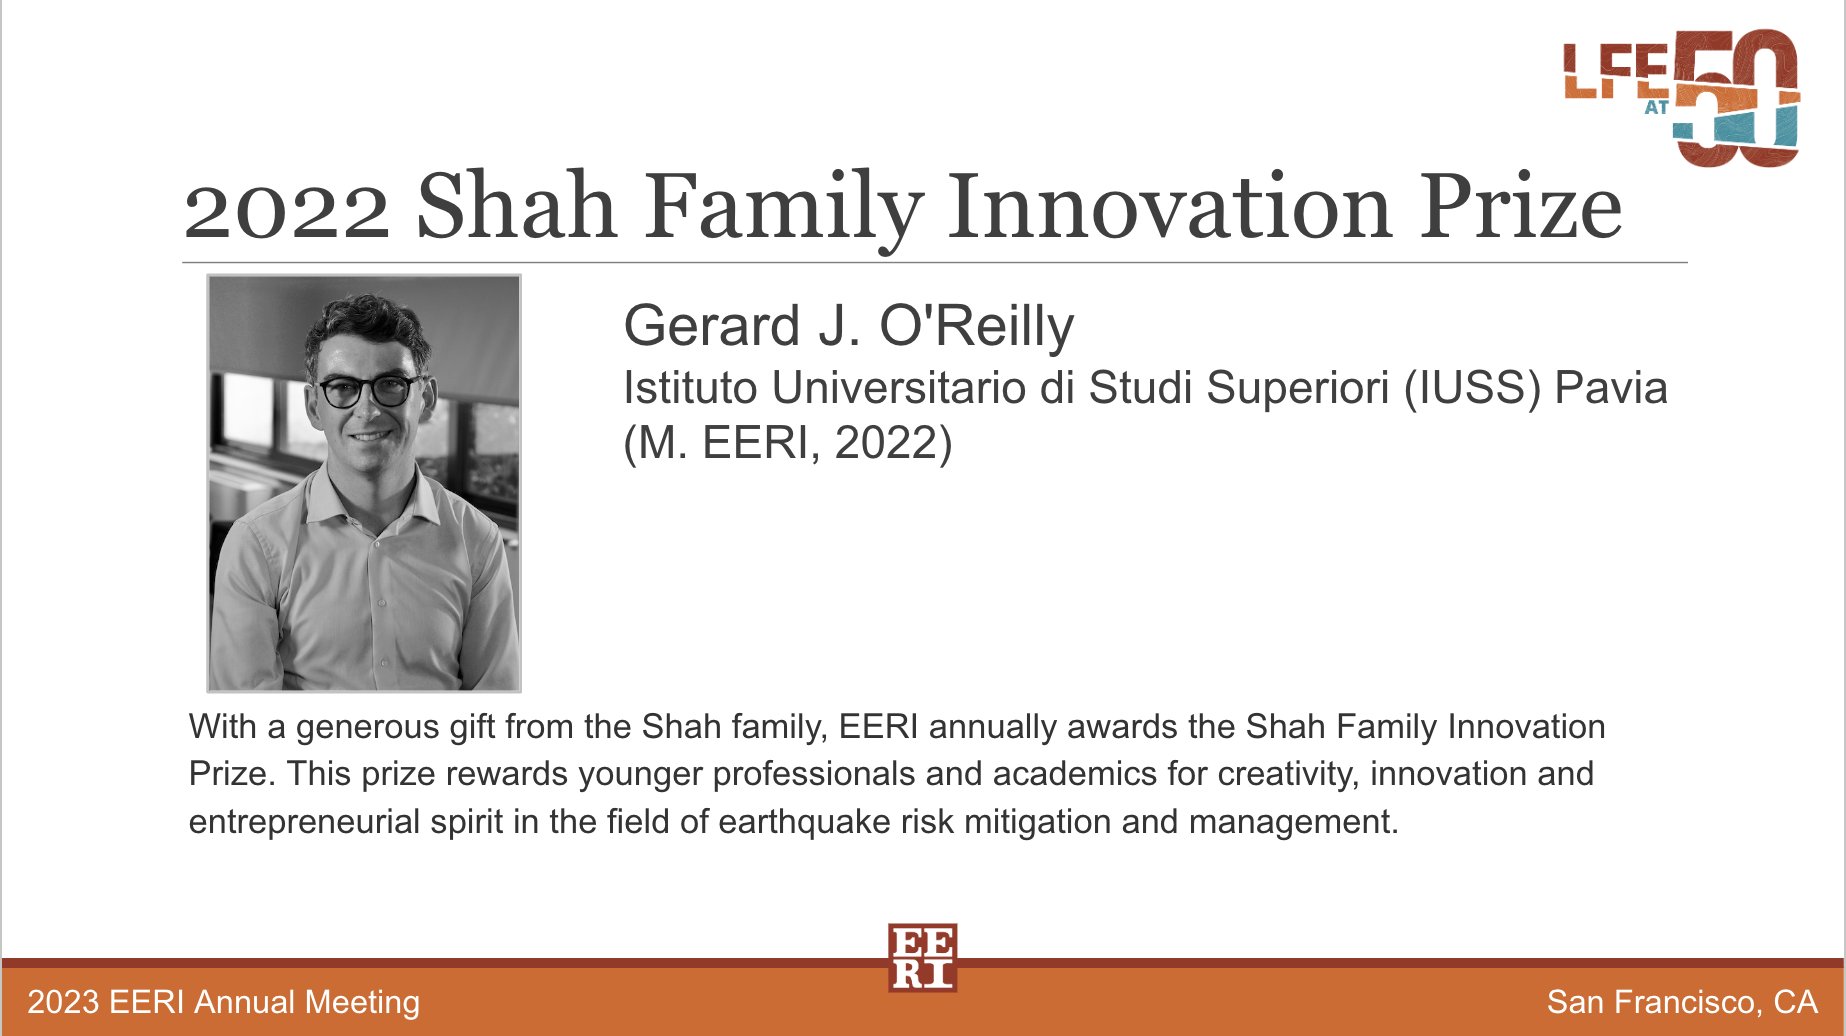 LFE AT 50
2022 Shah Family Innovation Prize
Gerard J. O'Reilly
Istituto Universitario di Studi Superiori (IUSS) Pavia
(M. EERI, 2022)
With a generous gift from the Shah family, EERI annually awards the Shah Family Innovation
Prize. This prize rewards younger professionals and academics for creativity, innovation and
entrepreneurial spirit in the field of earthquake risk mitigation and management.
EE
RI
2023 EERI Annual Meeting
San Francisco, CA